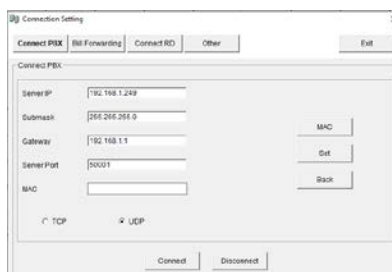 Connection Setting
Connect PBX
Bill Forwarding
Connect RD
Other
Exit
Connect PBX
Server IP
192.168.1.249
Submask
255.255.255.0
MAC
Gateway
192.168.1.1
Set
Server Port
50001
Back
MAC
TCP
UDP
Connect
Disconnect